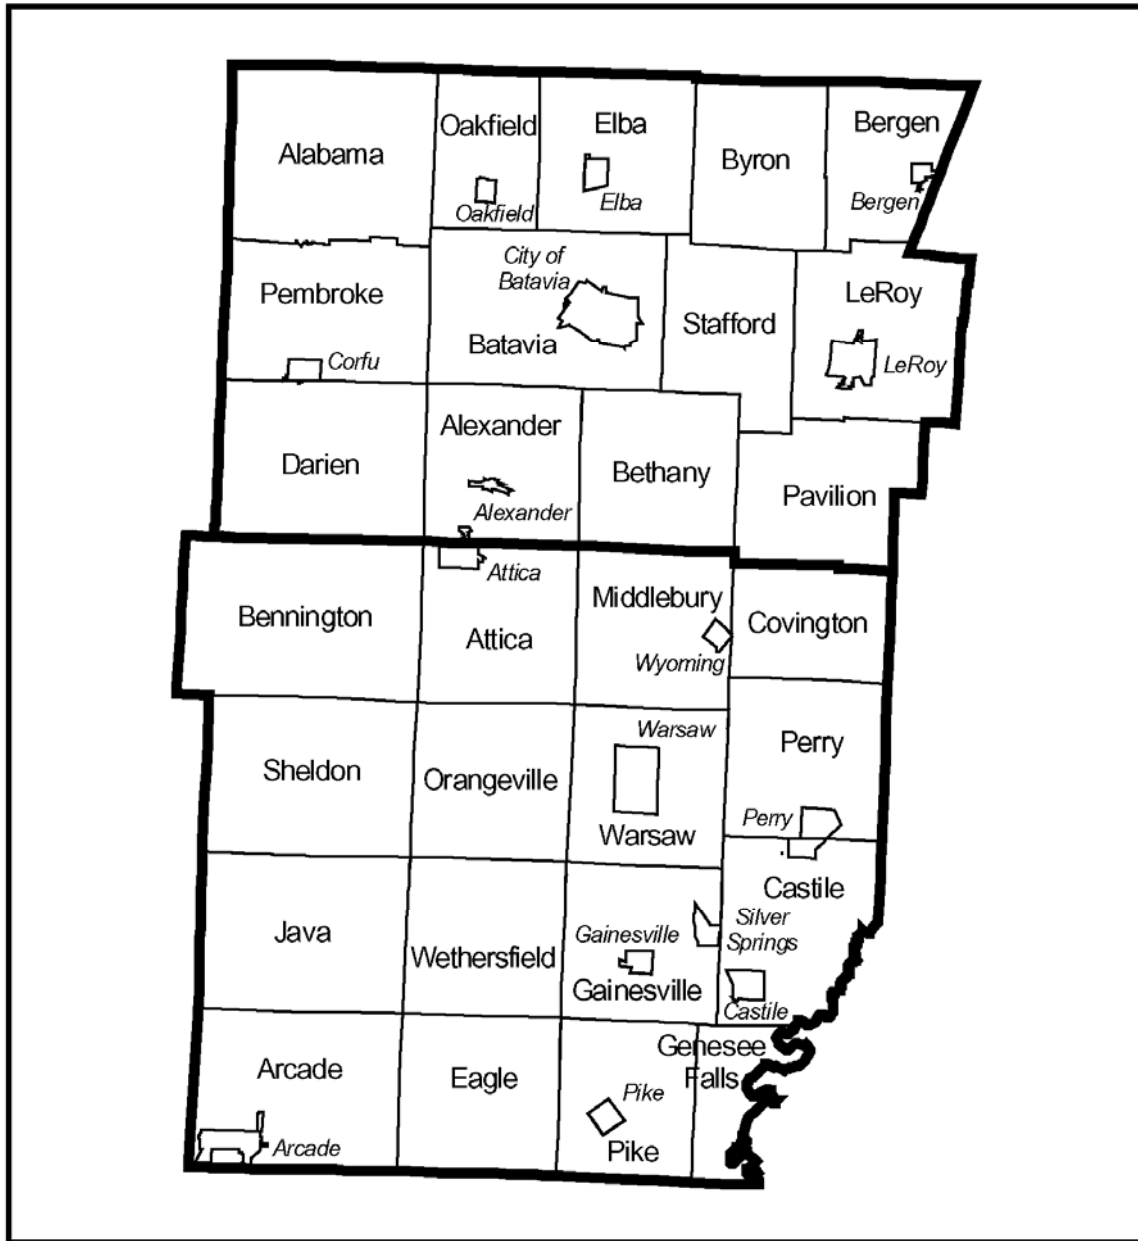 Alabama
Oakfield
Oakfield
Elba
Elba
Byron
Bergen
Bergen
Pembroke
Corfu
City of
Batavia
Batavia
Stafford
LeRoy
LeRoy
Darien
Alexander
Alexander
Bethany
Pavilion
Bennington
Attica
Attica
Middlebury
Wyoming
Covington
Sheldon
Orangeville
Warsaw
Warsaw
Perry
Perry
Java
Wethersfield
Gainesville
Gainesville
Castile
Silver
Springs
Castile
Arcade
Arcade
Eagle
Pike
Pike
Genesee
Falls